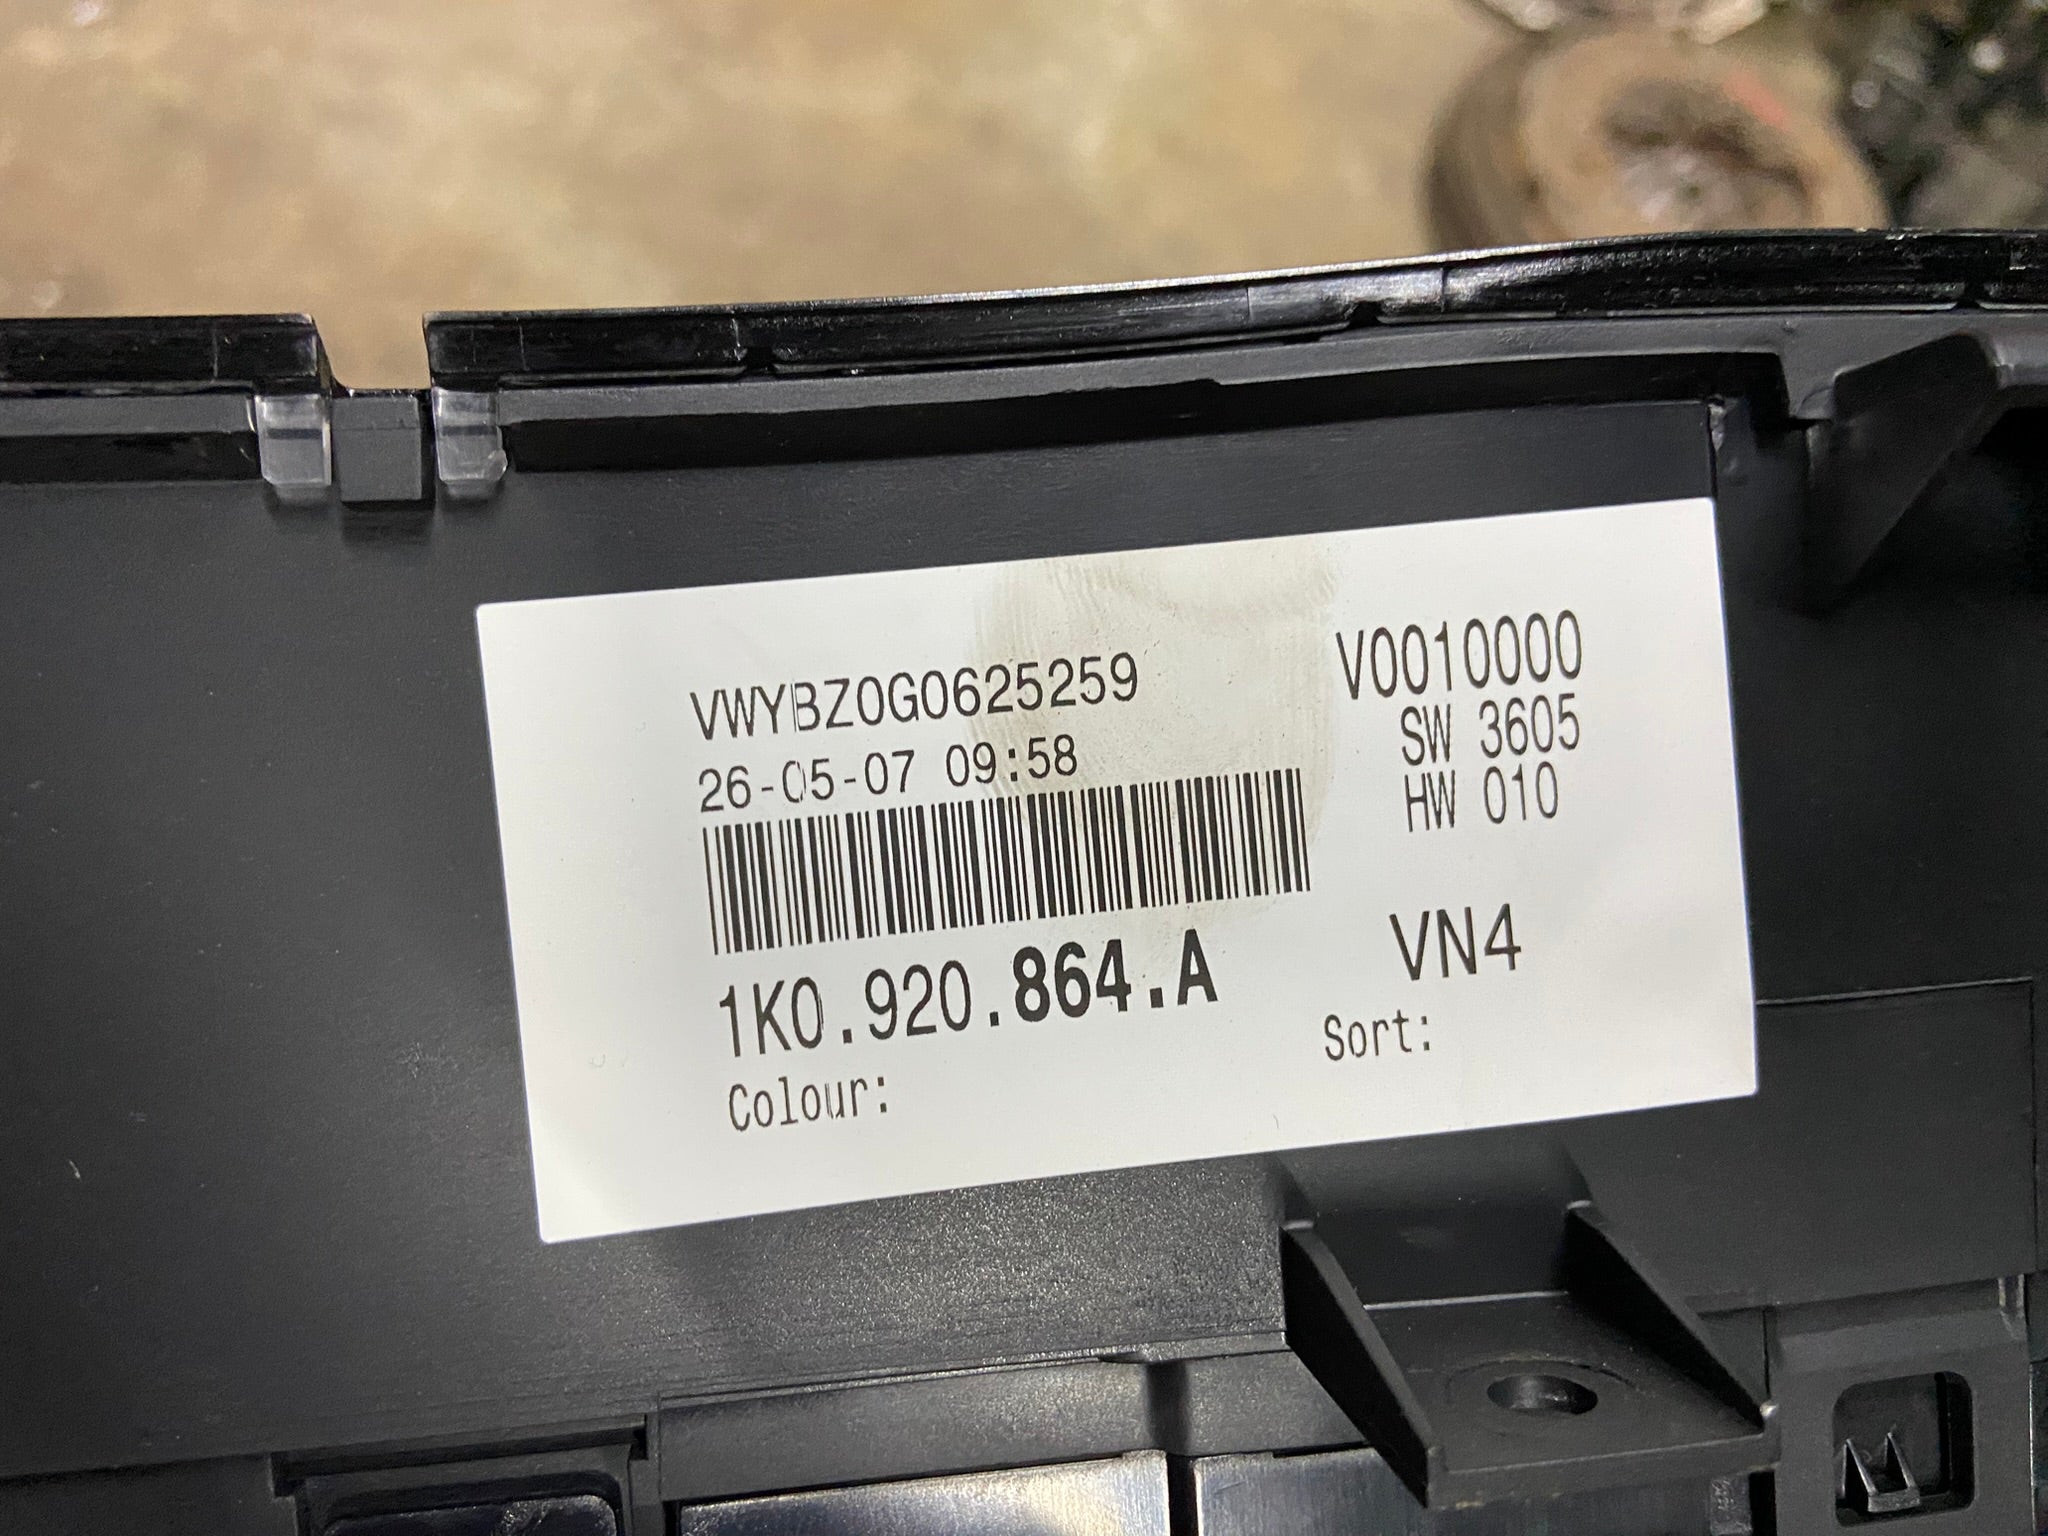 VWYBZ0G0625259
26-05-07 09:58
V0010000
SW 3605
HW 010
1K0.920.864.A
VN4
Colour:
Sort: